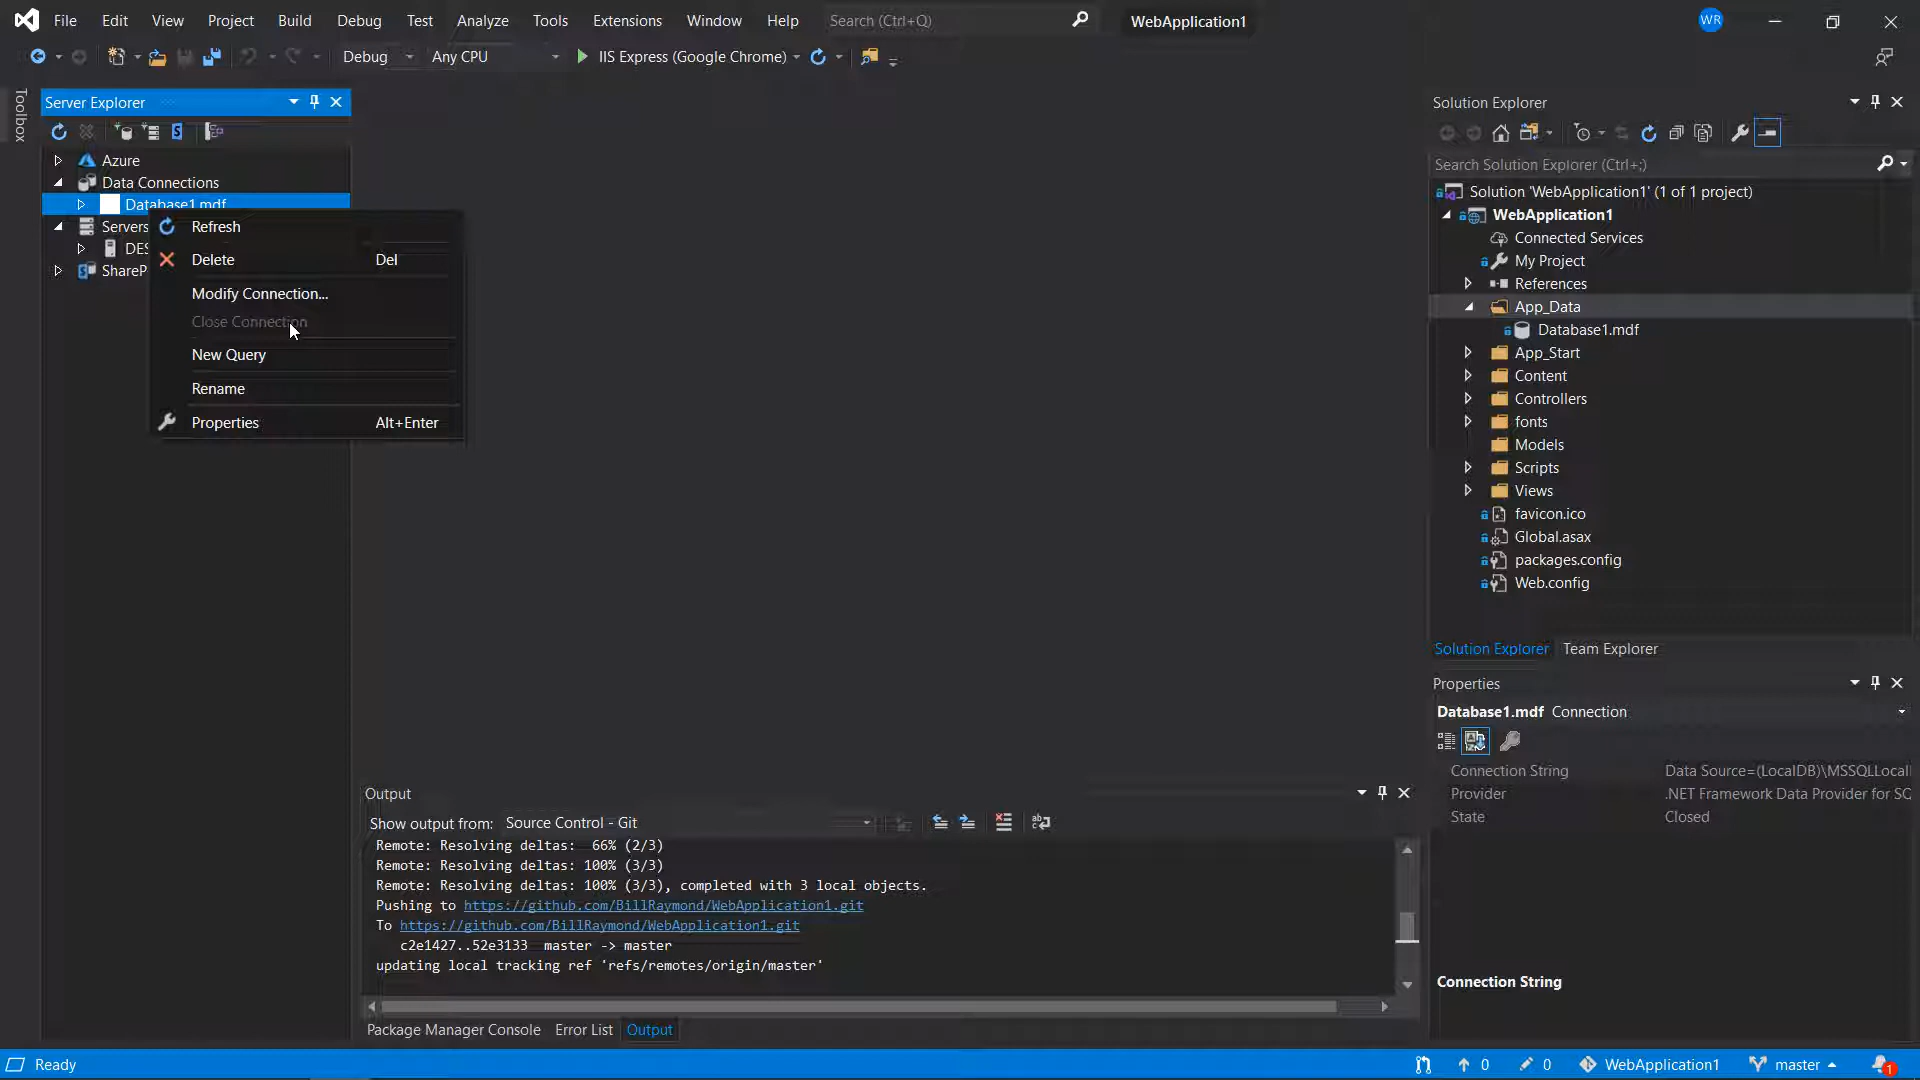 File Edit View Project Build Debug Test Analyze Tools Extensions Window Help Search (Ctrl+Q) WebApplication1 WR
Debug Any CPU IIS Express (Google Chrome)
Toolbox
Server Explorer
Azure
Data Connections
Database1.mdf
Servers
DES
ShareP
Refresh
Delete Del
Modify Connection...
Close Connection
New Query
Rename
Properties Alt+Enter
Output
Show output from: Source Control - Git
Remote: Resolving deltas: 66% (2/3)
Remote: Resolving deltas: 100% (3/3)
Remote: Resolving deltas: 100% (3/3), completed with 3 local objects.
Pushing to https://github.com/BillRaymond/WebApplication1.git
To https://github.com/BillRaymond/WebApplication1.git
c2e1427..52e3133 master -> master
updating local tracking ref 'refs/remotes/origin/master'
Package Manager Console Error List Output
Solution Explorer
Search Solution Explorer (Ctrl+;)
Solution 'WebApplication1' (1 of 1 project)
WebApplication1
Connected Services
My Project
References
App_Data
Database1.mdf
App_Start
Content
Controllers
fonts
Models
Scripts
Views
favicon.ico
Global.asax
packages.config
Web.config
Solution Explorer Team Explorer
Properties
Database1.mdf Connection
Connection String Data Source=(LocalDB)\MSSQLLocal
Provider .NET Framework Data Provider for SQ
State Closed
Connection String
Ready 0 0 WebApplication1 master 1